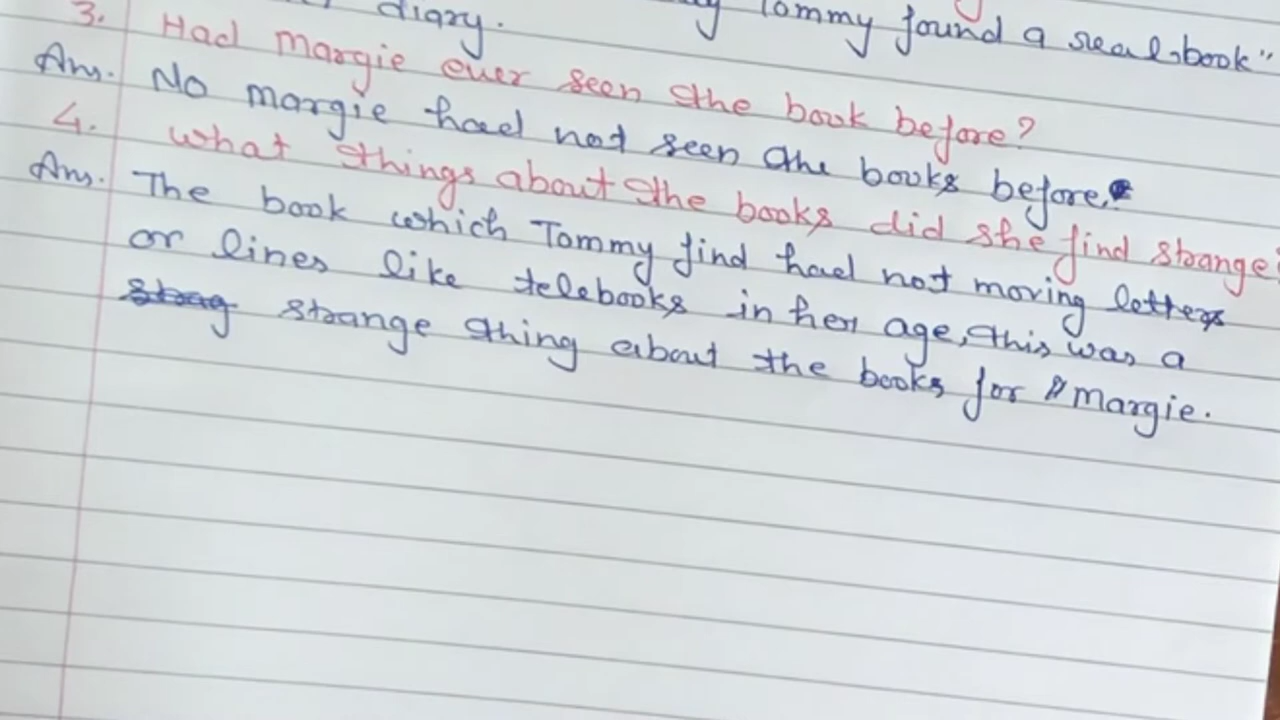 diary. Tommy found a real book"
3. Had Margie ever seen the book before?
Ans. No margie had not seen the books before.
4. what things about the books did she find strange?
Ans. The book which Tommy find had not moving letters
or lines like telebooks in her age, this was a
strange thing about the books for Margie.